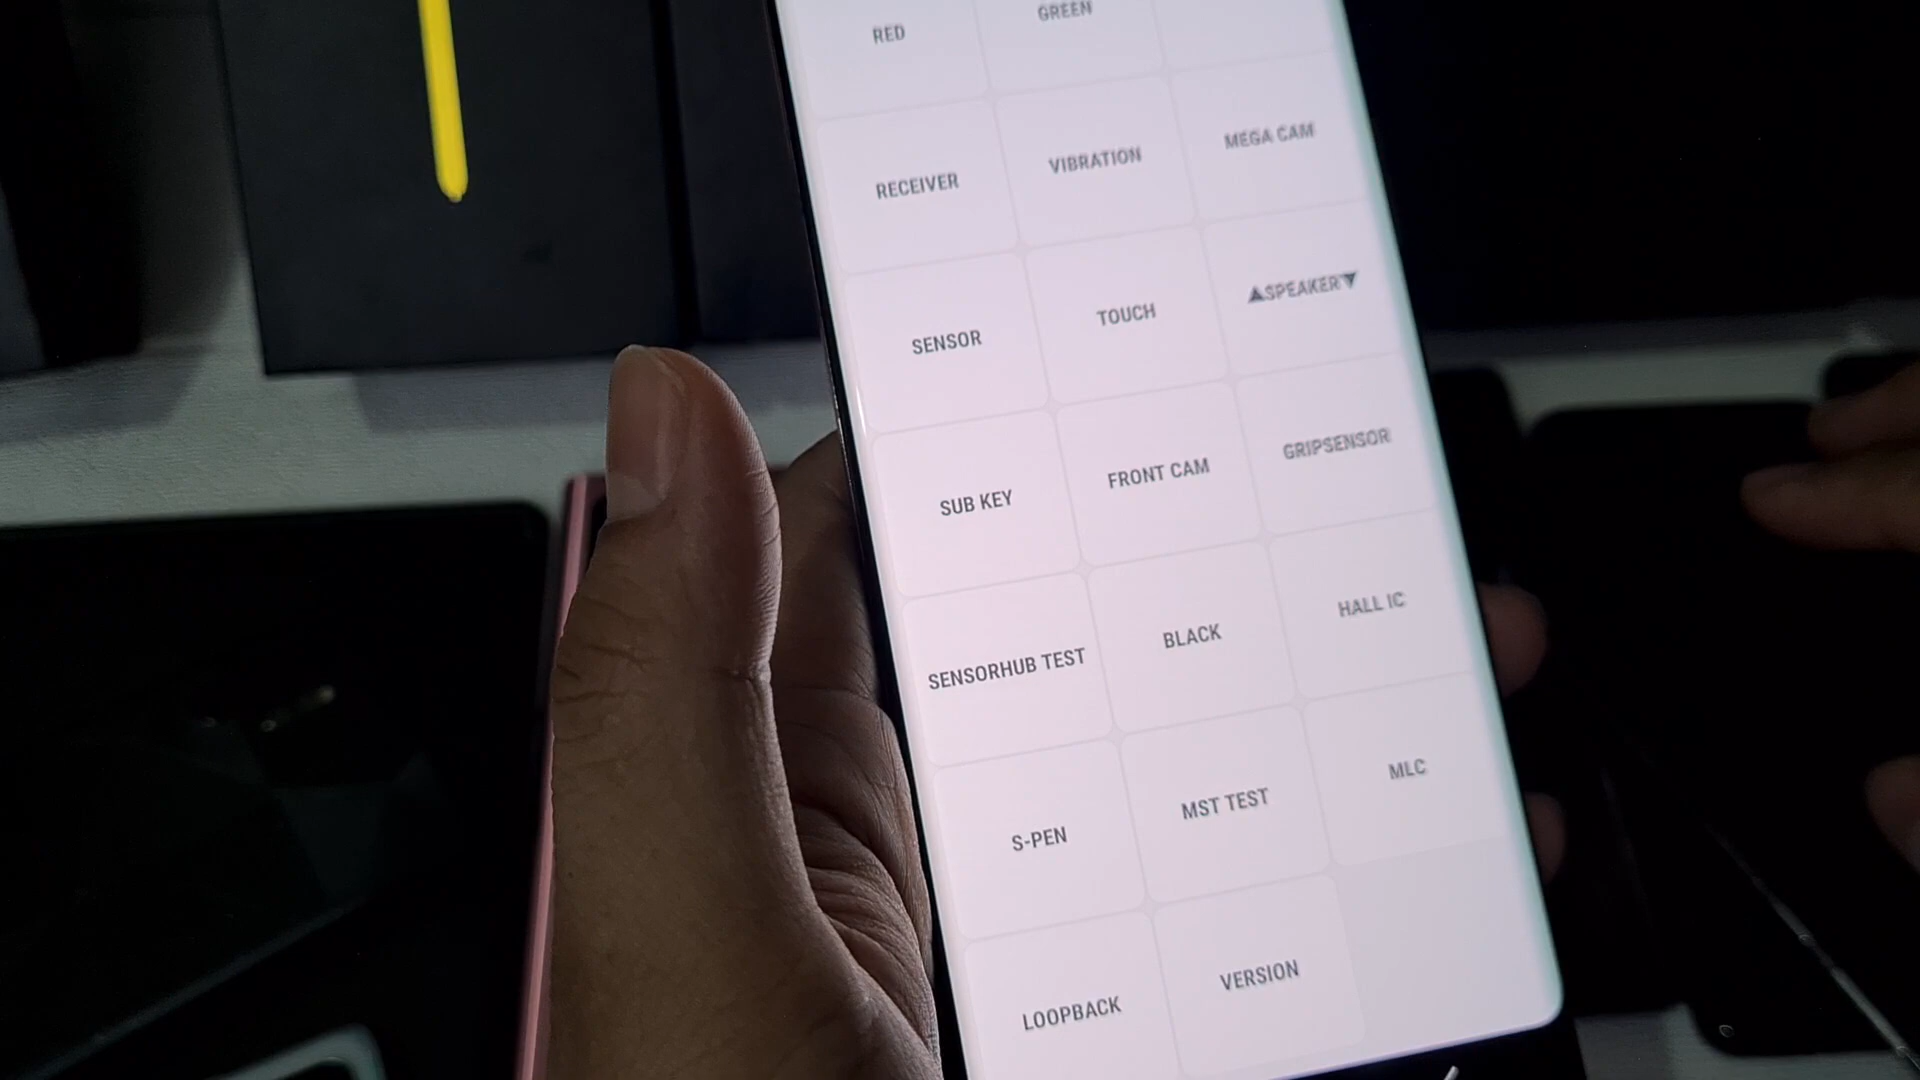 RED GREEN
RECEIVER VIBRATION MEGA CAM
SENSOR TOUCH ▲SPEAKER▼
SUB KEY FRONT CAM GRIPSENSOR
SENSORHUB TEST BLACK HALL IC
S-PEN MST TEST MLC
LOOPBACK VERSION